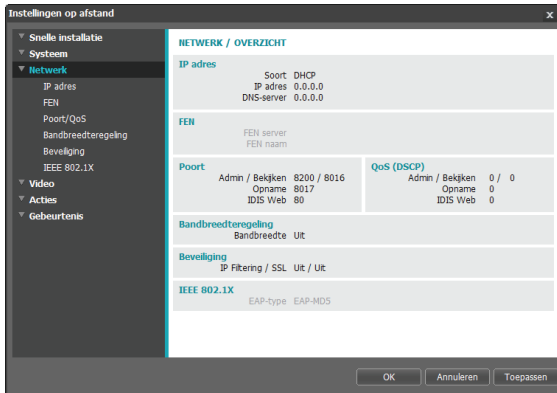 Instellingen op afstand
x
Snelle installatie
Systeem
Netwerk
IP adres
FEN
Poort/QoS
Bandbreedteregeling
Beveiliging
IEEE 802.1X
Video
Acties
Gebeurtenis
NETWERK / OVERZICHT
IP adres
Soort DHCP
IP adres 0.0.0.0
DNS-server 0.0.0.0
FEN
FEN server
FEN naam
Poort
Admin / Bekijken 8200 / 8016
Opname 8017
IDIS Web 80
QoS (DSCP)
Admin / Bekijken 0 / 0
Opname 0
IDIS Web 0
Bandbreedteregeling
Bandbreedte Uit
Beveiliging
IP Filtering / SSL Uit / Uit
IEEE 802.1X
EAP-type EAP-MD5
OK
Annuleren
Toepassen